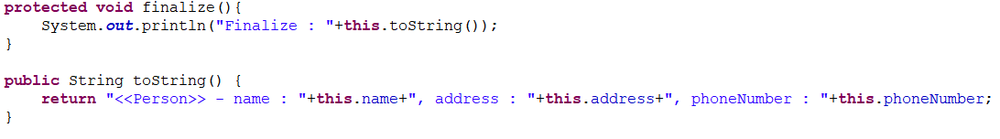 protected void finalize(){
    System.out.println("Finalize : "+this.toString());
}

public String toString() {
    return "<<Person>> - name : "+this.name+", address : "+this.address+", phoneNumber : "+this.phoneNumber;
}